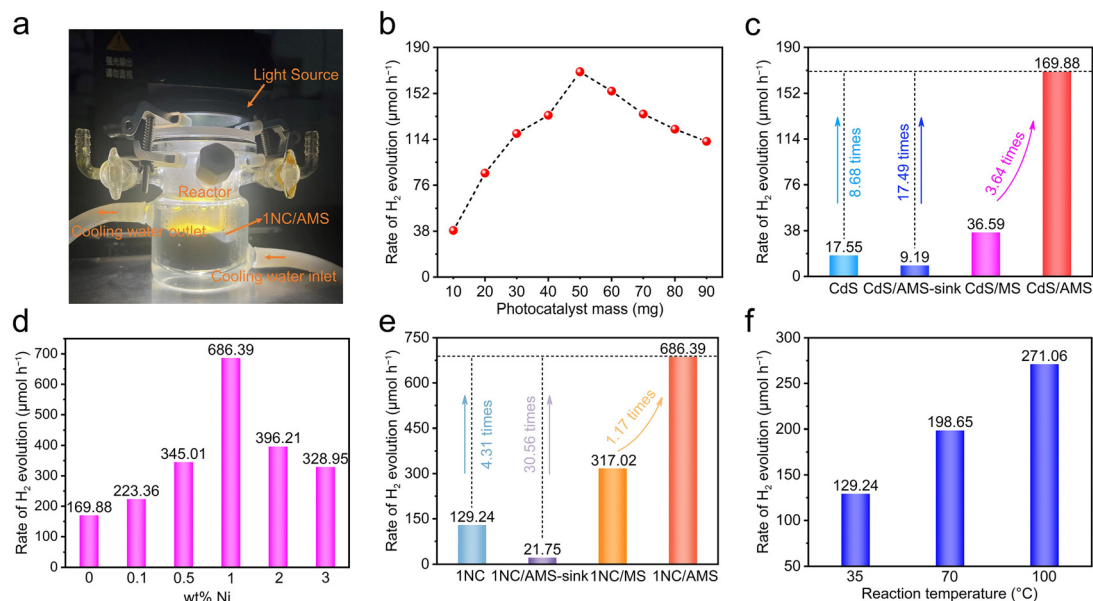 a
强光输出
请勿直视
Light Source
Reactor
1NC/AMS
Cooling water outlet
Cooling water inlet
b
Rate of H₂ evolution (μmol h⁻¹)
190
152
114
76
38
0
10 20 30 40 50 60 70 80 90
Photocatalyst mass (mg)
c
Rate of H₂ evolution (μmol h⁻¹)
190
152
114
76
38
0
169.88
8.68 times
17.49 times
3.64 times
17.55
9.19
36.59
CdS CdS/AMS-sink CdS/MS CdS/AMS
d
Rate of H₂ evolution (μmol h⁻¹)
700
600
500
400
300
200
100
0
169.88
223.36
345.01
686.39
396.21
328.95
0 0.1 0.5 1 2 3
wt% Ni
e
Rate of H₂ evolution (μmol h⁻¹)
750
600
450
300
150
0
686.39
4.31 times
30.56 times
1.17 times
129.24
21.75
317.02
1NC 1NC/AMS-sink 1NC/MS 1NC/AMS
f
Rate of H₂ evolution (μmol h⁻¹)
300
250
200
150
100
50
129.24
198.65
271.06
35 70 100
Reaction temperature (°C)